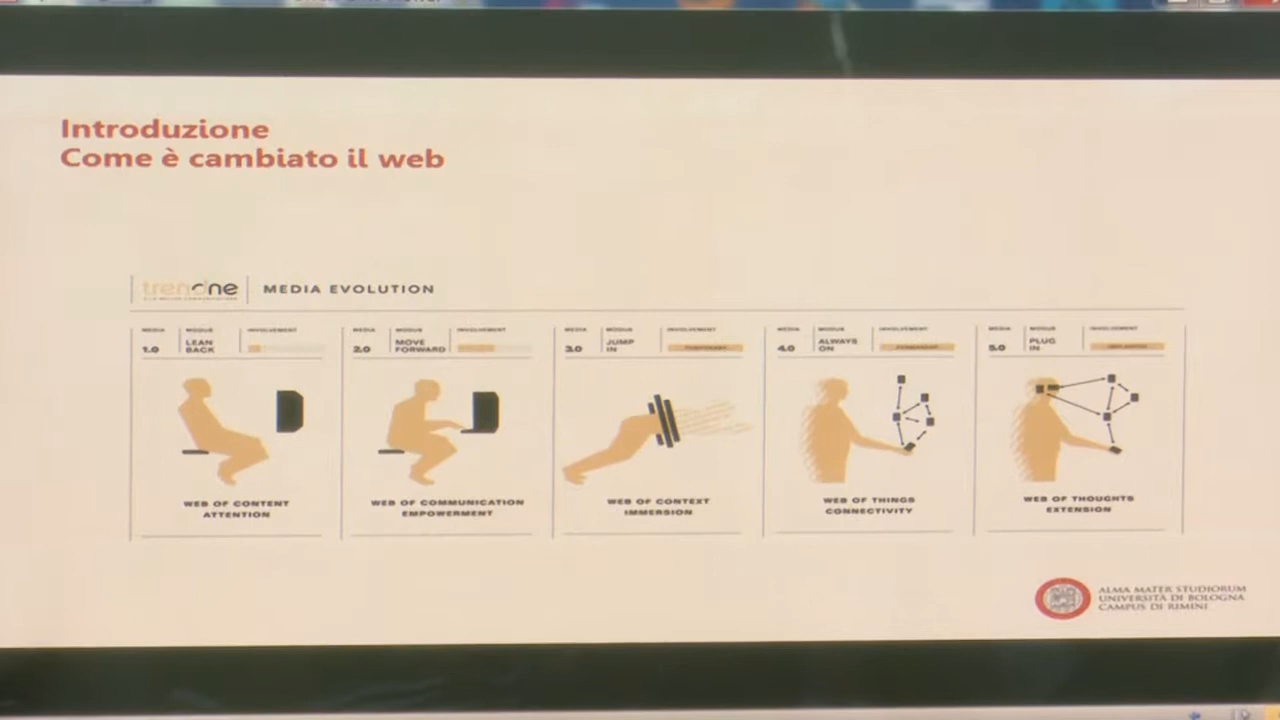 Introduzione
Come è cambiato il web
trendone
MEDIA EVOLUTION
MEDIA MODUS INVOLVEMENT
1.0 LEAN BACK
WEB OF CONTENT
ATTENTION
MEDIA MODUS INVOLVEMENT
2.0 MOVE FORWARD
WEB OF COMMUNICATION
EMPOWERMENT
MEDIA MODUS INVOLVEMENT
3.0 JUMP IN
WEB OF CONTEXT
IMMERSION
MEDIA MODUS INVOLVEMENT
4.0 ALWAYS ON
WEB OF THINGS
CONNECTIVITY
MEDIA MODUS INVOLVEMENT
5.0 PLUG IN
WEB OF THOUGHTS
EXTENSION
ALMA MATER STUDIORUM
UNIVERSITÀ DI BOLOGNA
CAMPUS DI RIMINI